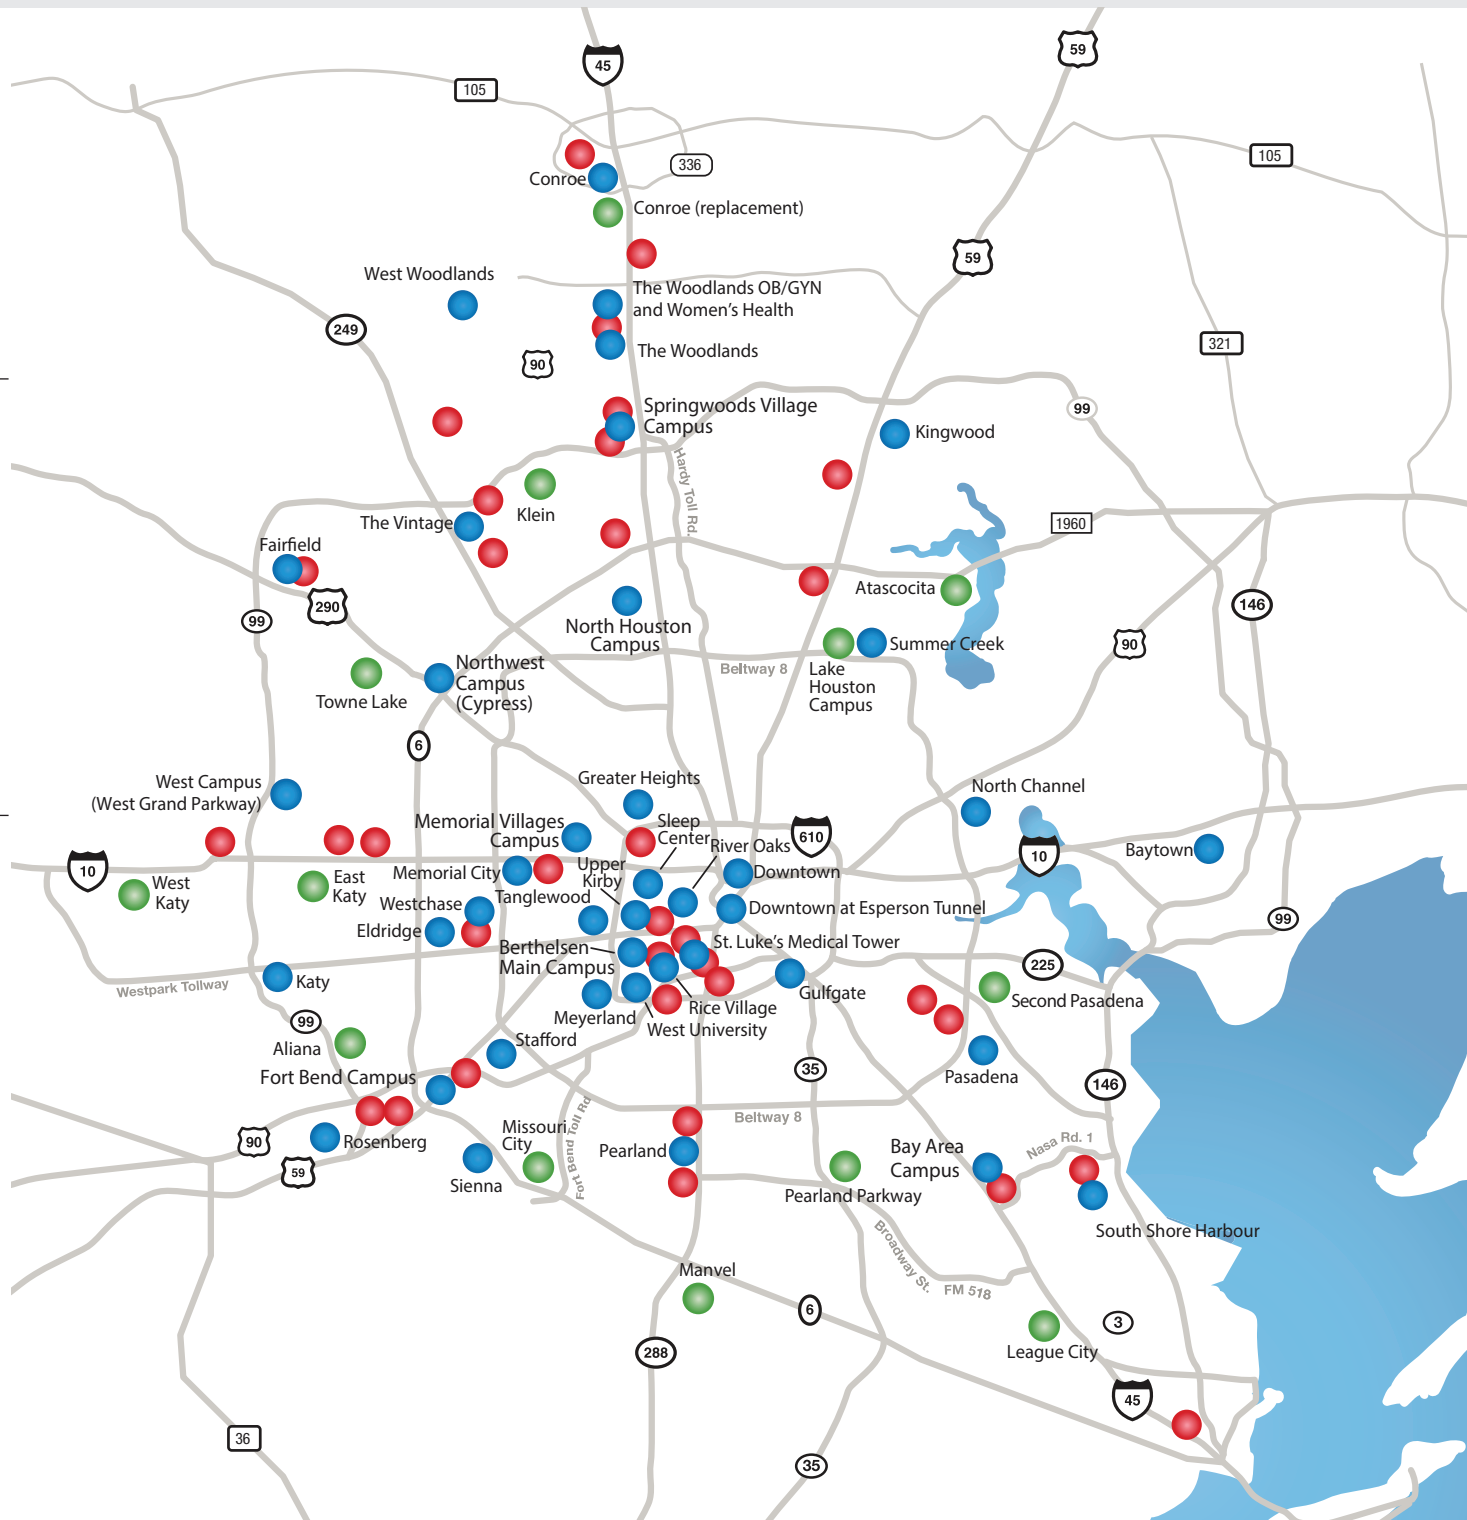 45
59
105
336
105
Conroe
Conroe (replacement)
59
West Woodlands
The Woodlands OB/GYN
and Women's Health
249
321
The Woodlands
90
Springwoods Village
Campus
99
Kingwood
Hardy Toll Rd.
Klein
The Vintage
1960
Fairfield
Atascocita
290
99
146
North Houston
Campus
90
Summer Creek
Northwest
Campus
(Cypress)
Beltway 8
Lake
Houston
Campus
Towne Lake
6
West Campus
(West Grand Parkway)
Greater Heights
North Channel
Memorial Villages
Campus
Sleep
Center
River Oaks
610
10
Baytown
10
Memorial City
Upper
Kirby
Downtown
West
Katy
East
Katy
Tanglewood
Westchase
Downtown at Esperson Tunnel
99
Eldridge
Berthelsen
Main Campus
St. Luke's Medical Tower
225
Westpark Tollway
Katy
Gulfgate
Second Pasadena
Rice Village
Meyerland
West University
99
Aliana
Stafford
35
Pasadena
Fort Bend Campus
146
Beltway 8
Missouri
City
Fort Bend Toll Rd
90
Rosenberg
Pearland
Bay Area
Campus
Nasa Rd. 1
59
Sienna
Pearland Parkway
South Shore Harbour
Broadway St.
FM 518
Manvel
6
3
League City
288
45
36
35